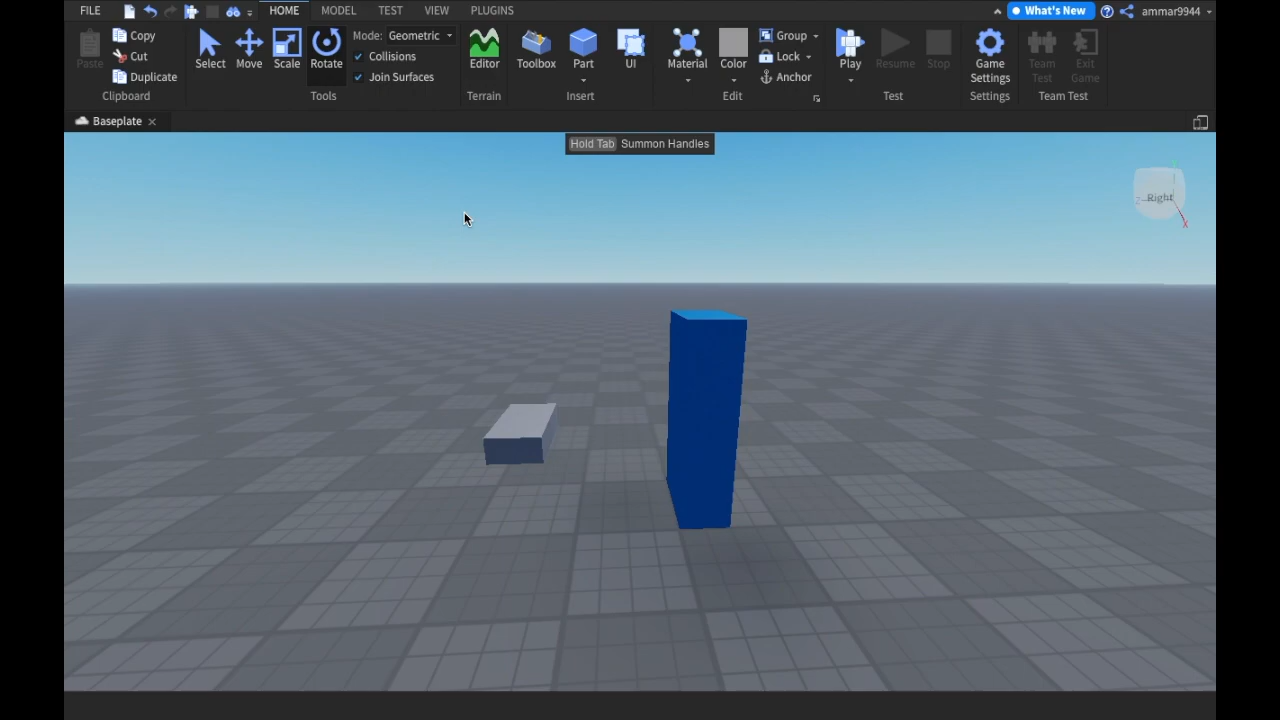 FILE HOME MODEL TEST VIEW PLUGINS What's New ammar9944
Paste Copy Cut Duplicate
Clipboard
Select Move Scale Rotate Mode: Geometric
Collisions
Join Surfaces
Tools
Editor
Terrain
Toolbox Part UI
Insert
Material Color Group
Lock
Anchor
Edit
Play Resume Stop
Test
Game
Settings
Settings
Team
Test
Exit
Game
Team Test
Baseplate
Hold Tab Summon Handles
Right
Z
X